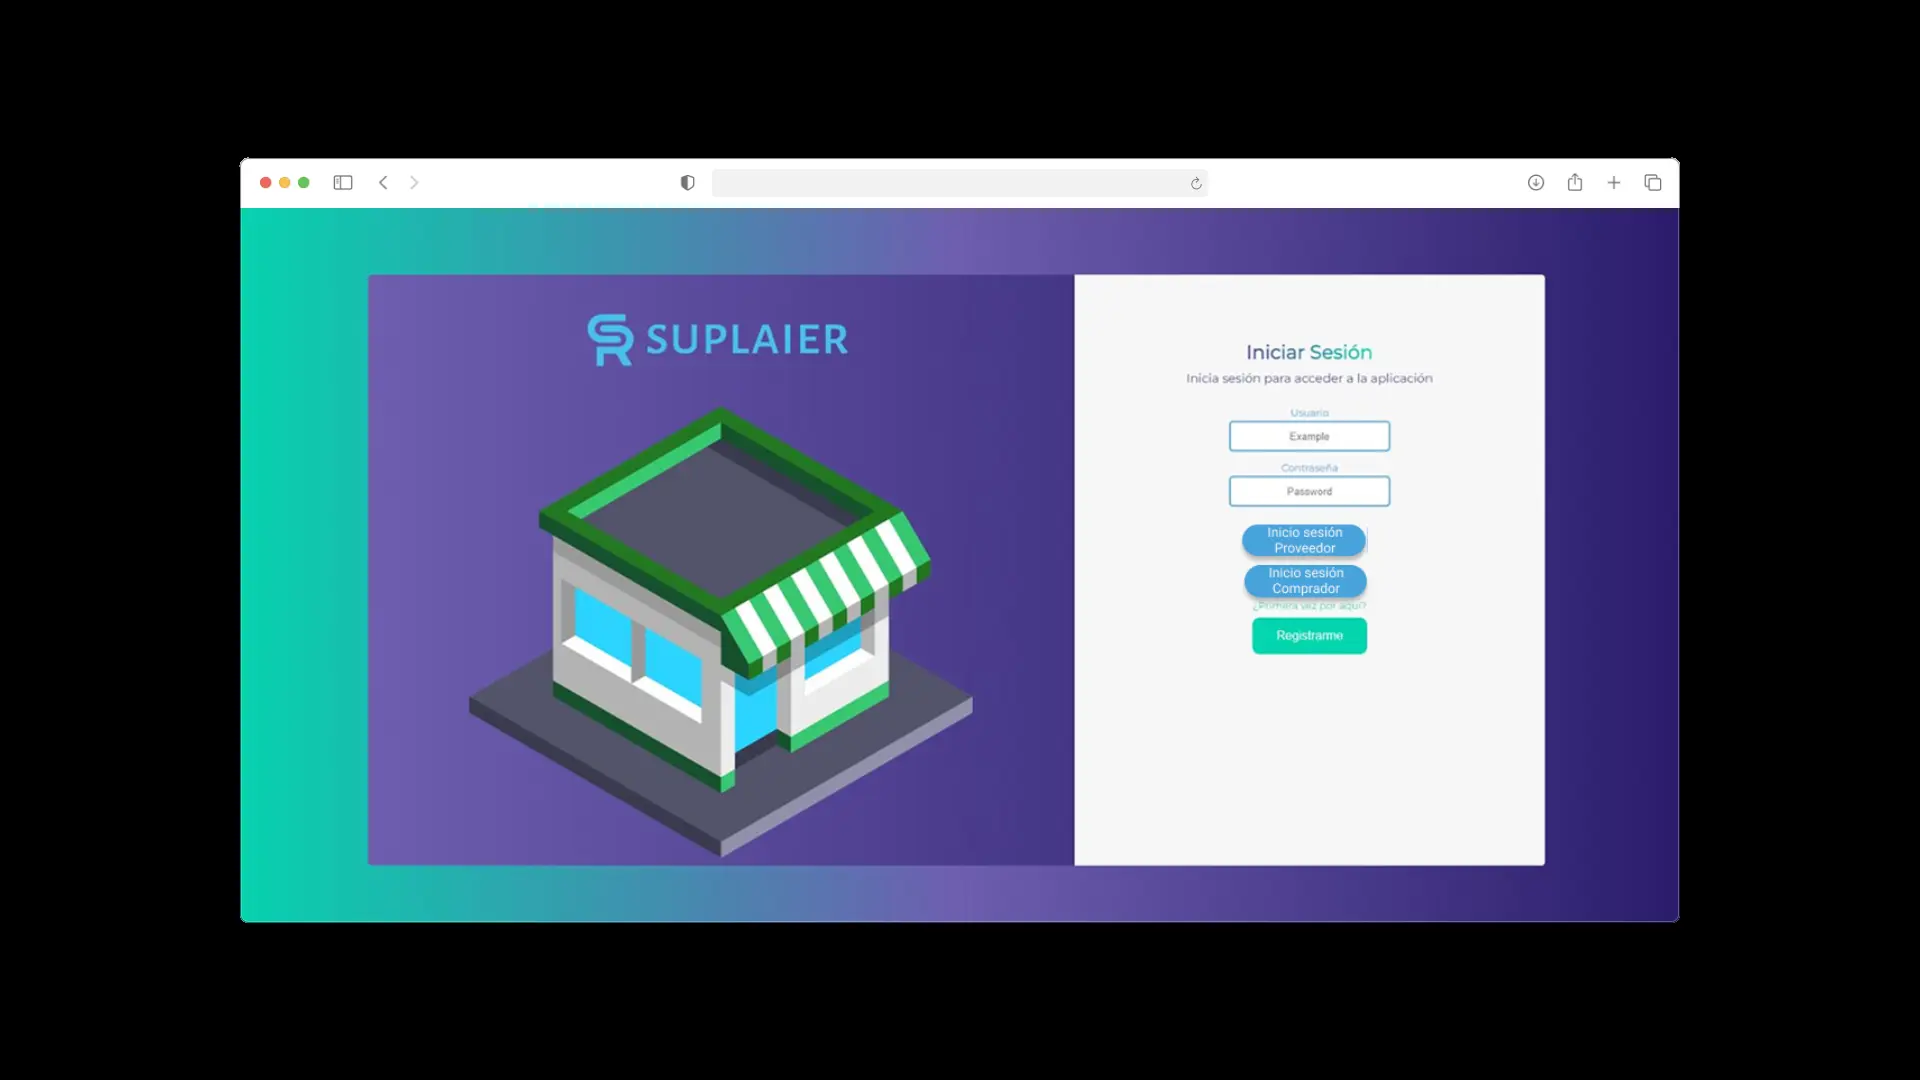 SUPLAIER
Iniciar Sesión
Inicia sesión para acceder a la aplicación
Usuario
Example
Contraseña
Password
Inicio sesión
Proveedor
Inicio sesión
Comprador
¿Primera vez por aquí?
Registrarme